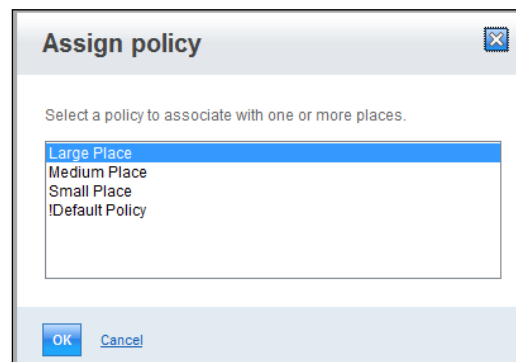 Assign policy
Select a policy to associate with one or more places.
Large Place
Medium Place
Small Place
!Default Policy
OK Cancel